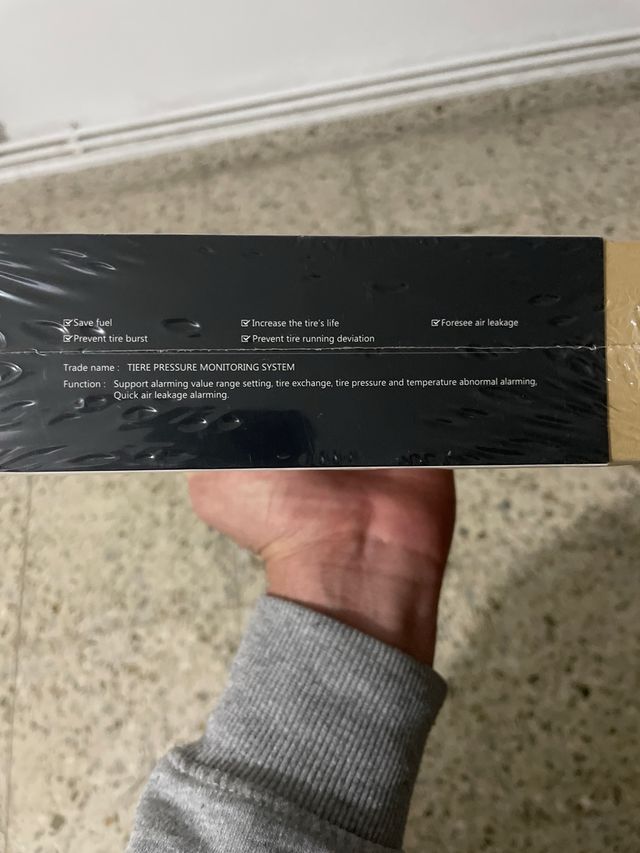 ☑Save fuel ☑Increase the tire's life ☑Foresee air leakage
☑Prevent tire burst ☑Prevent tire running deviation
Trade name : TIERE PRESSURE MONITORING SYSTEM
Function : Support alarming value range setting, tire exchange, tire pressure and temperature abnormal alarming,
Quick air leakage alarming.